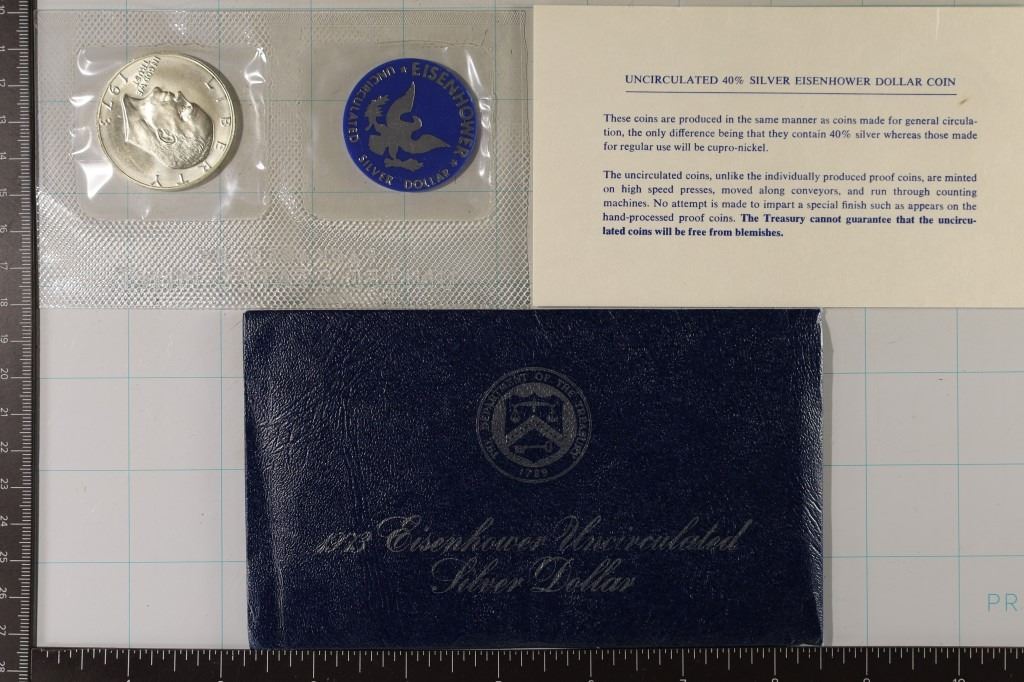 LIBERTY
IN GOD WE TRUST
1973
EISENHOWER
UNCIRCULATED SILVER DOLLAR
UNCIRCULATED 40% SILVER EISENHOWER DOLLAR COIN
These coins are produced in the same manner as coins made for general circula-
tion, the only difference being that they contain 40% silver whereas those made
for regular use will be cupro-nickel.
The uncirculated coins, unlike the individually produced proof coins, are minted
on high speed presses, moved along conveyors, and run through counting
machines. No attempt is made to impart a special finish such as appears on the
hand-processed proof coins. The Treasury cannot guarantee that the uncircu-
lated coins will be free from blemishes.
THE DEPARTMENT OF THE TREASURY
1789
1973 Eisenhower Uncirculated
Silver Dollar
PR